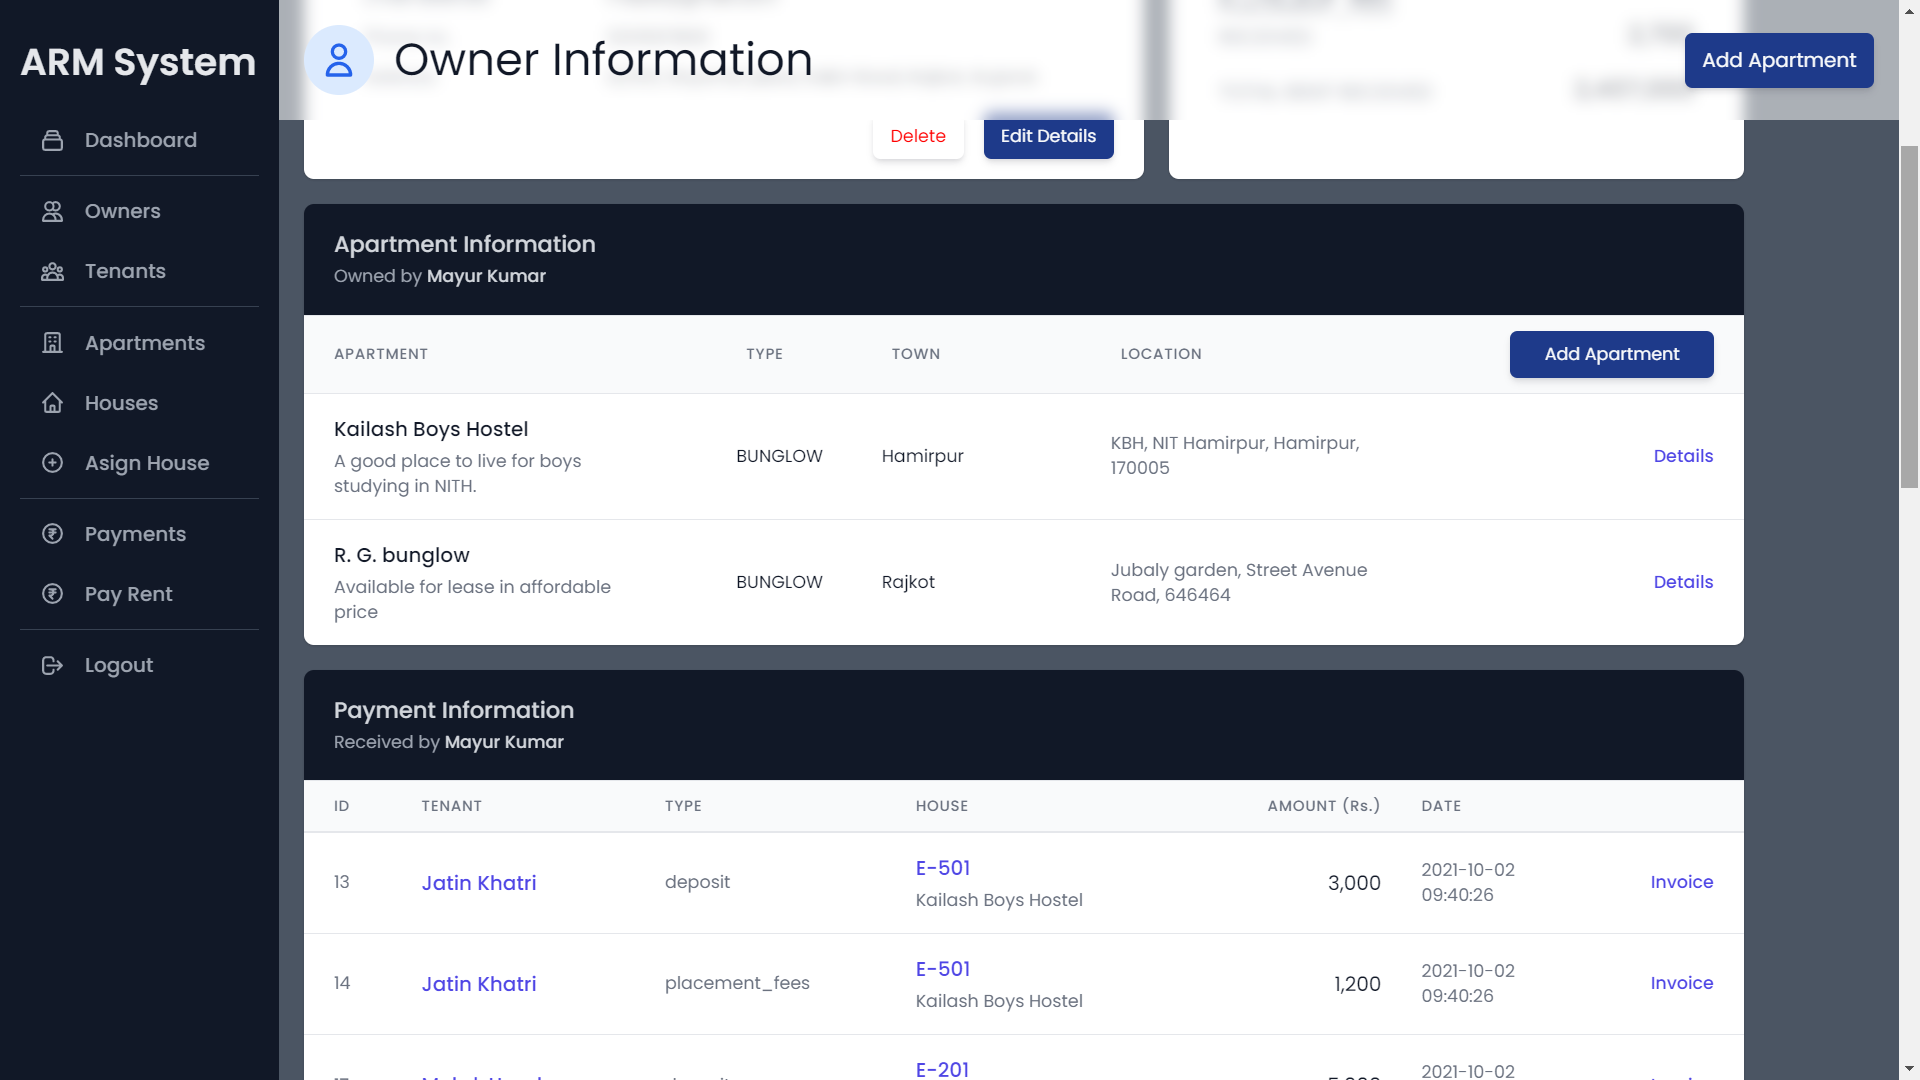 ARM System
Dashboard
Owners
Tenants
Apartments
Houses
Asign House
Payments
Pay Rent
Logout
Owner Information
Add Apartment
Delete
Edit Details
Apartment Information
Owned by Mayur Kumar
APARTMENT TYPE TOWN LOCATION Add Apartment
Kailash Boys Hostel
A good place to live for boys
studying in NITH.
BUNGLOW
Hamirpur
KBH, NIT Hamirpur, Hamirpur,
170005
Details
R. G. bunglow
Available for lease in affordable
price
BUNGLOW
Rajkot
Jubaly garden, Street Avenue
Road, 646464
Details
Payment Information
Received by Mayur Kumar
ID TENANT TYPE HOUSE AMOUNT (Rs.) DATE
13
Jatin Khatri
deposit
E-501
Kailash Boys Hostel
3,000
2021-10-02
09:40:26
Invoice
14
Jatin Khatri
placement_fees
E-501
Kailash Boys Hostel
1,200
2021-10-02
09:40:26
Invoice
E-201
2021-10-02